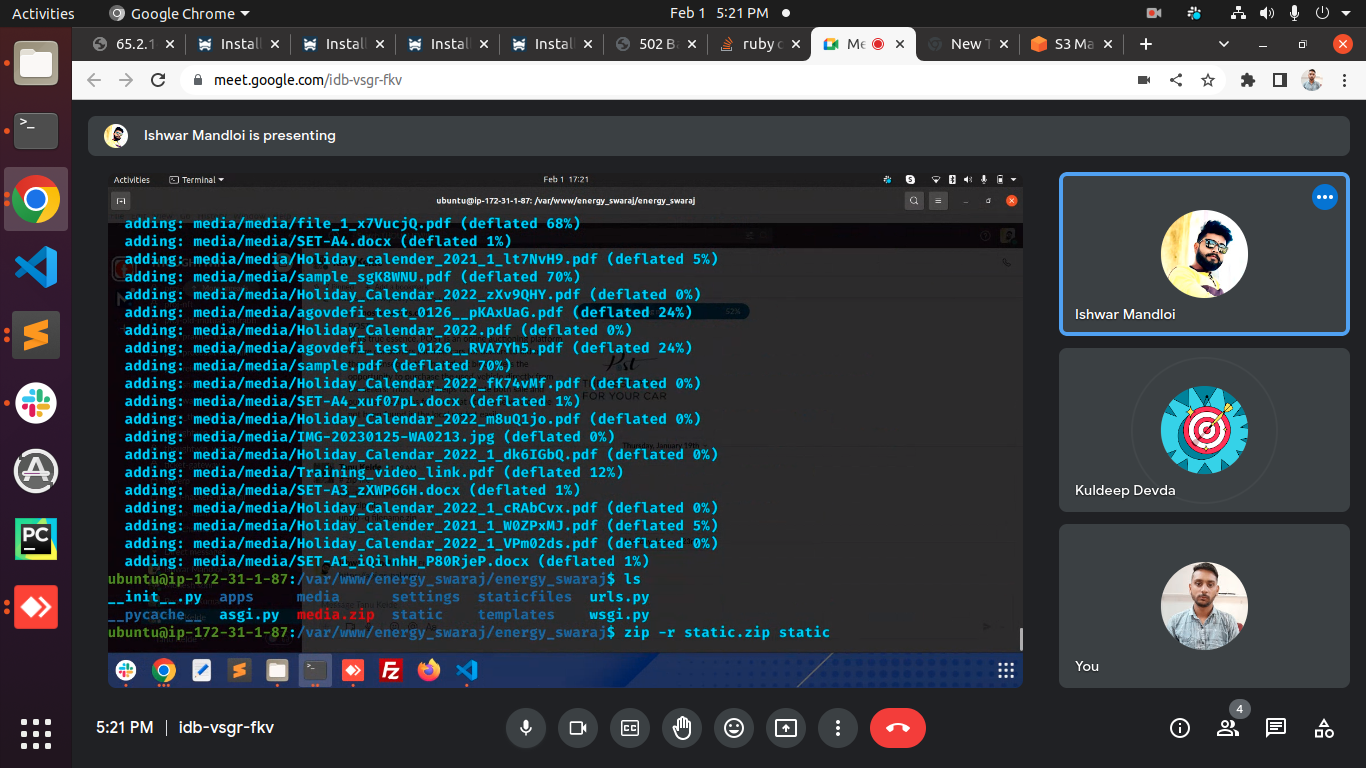 Activities Google Chrome Feb 1 5:21 PM
65.2.1 Install Install Install Install 502 Ba ruby c Me New T S3 Ma
meet.google.com/idb-vsgr-fkv
Ishwar Mandloi is presenting
Activities Terminal Feb 1 17:21
ubuntu@ip-172-31-1-87: /var/www/energy_swaraj/energy_swaraj
adding: media/media/file_1_x7VucjQ.pdf (deflated 68%)
adding: media/media/SET-A4.docx (deflated 1%)
adding: media/media/Holiday_calender_2021_1_lt7NvH9.pdf (deflated 5%)
adding: media/media/sample_sgK8WNU.pdf (deflated 70%)
adding: media/media/Holiday_Calendar_2022_zXv9QHY.pdf (deflated 0%)
adding: media/media/agovdefi_test_0126__pKAxUaG.pdf (deflated 24%)
adding: media/media/Holiday_Calendar_2022.pdf (deflated 0%)
adding: media/media/agovdefi_test_0126__RVA7Yh5.pdf (deflated 24%)
adding: media/media/sample.pdf (deflated 70%)
adding: media/media/Holiday_Calendar_2022_fK74vMf.pdf (deflated 0%)
adding: media/media/SET-A4_xuf07pL.docx (deflated 1%)
adding: media/media/Holiday_Calendar_2022_m8uQ1jo.pdf (deflated 0%)
adding: media/media/IMG-20230125-WA0213.jpg (deflated 0%)
adding: media/media/Holiday_Calendar_2022_1_dk6IGbQ.pdf (deflated 0%)
adding: media/media/Training_video_link.pdf (deflated 12%)
adding: media/media/SET-A3_zXWP66H.docx (deflated 1%)
adding: media/media/Holiday_Calendar_2022_1_cRAbCvx.pdf (deflated 0%)
adding: media/media/Holiday_calender_2021_1_W0ZPxMJ.pdf (deflated 5%)
adding: media/media/Holiday_Calendar_2022_1_VPm02ds.pdf (deflated 0%)
adding: media/media/SET-A1_iQilnhH_P80RjeP.docx (deflated 1%)
ubuntu@ip-172-31-1-87:/var/www/energy_swaraj/energy_swaraj$ ls
__init__.py apps media settings staticfiles urls.py
__pycache__ asgi.py media.zip static templates wsgi.py
ubuntu@ip-172-31-1-87:/var/www/energy_swaraj/energy_swaraj$ zip -r static.zip static
52%
FOR YOUR CAR
Thursday, January 19th
Ishwar Mandloi
Kuldeep Devda
You
5:21 PM idb-vsgr-fkv
4